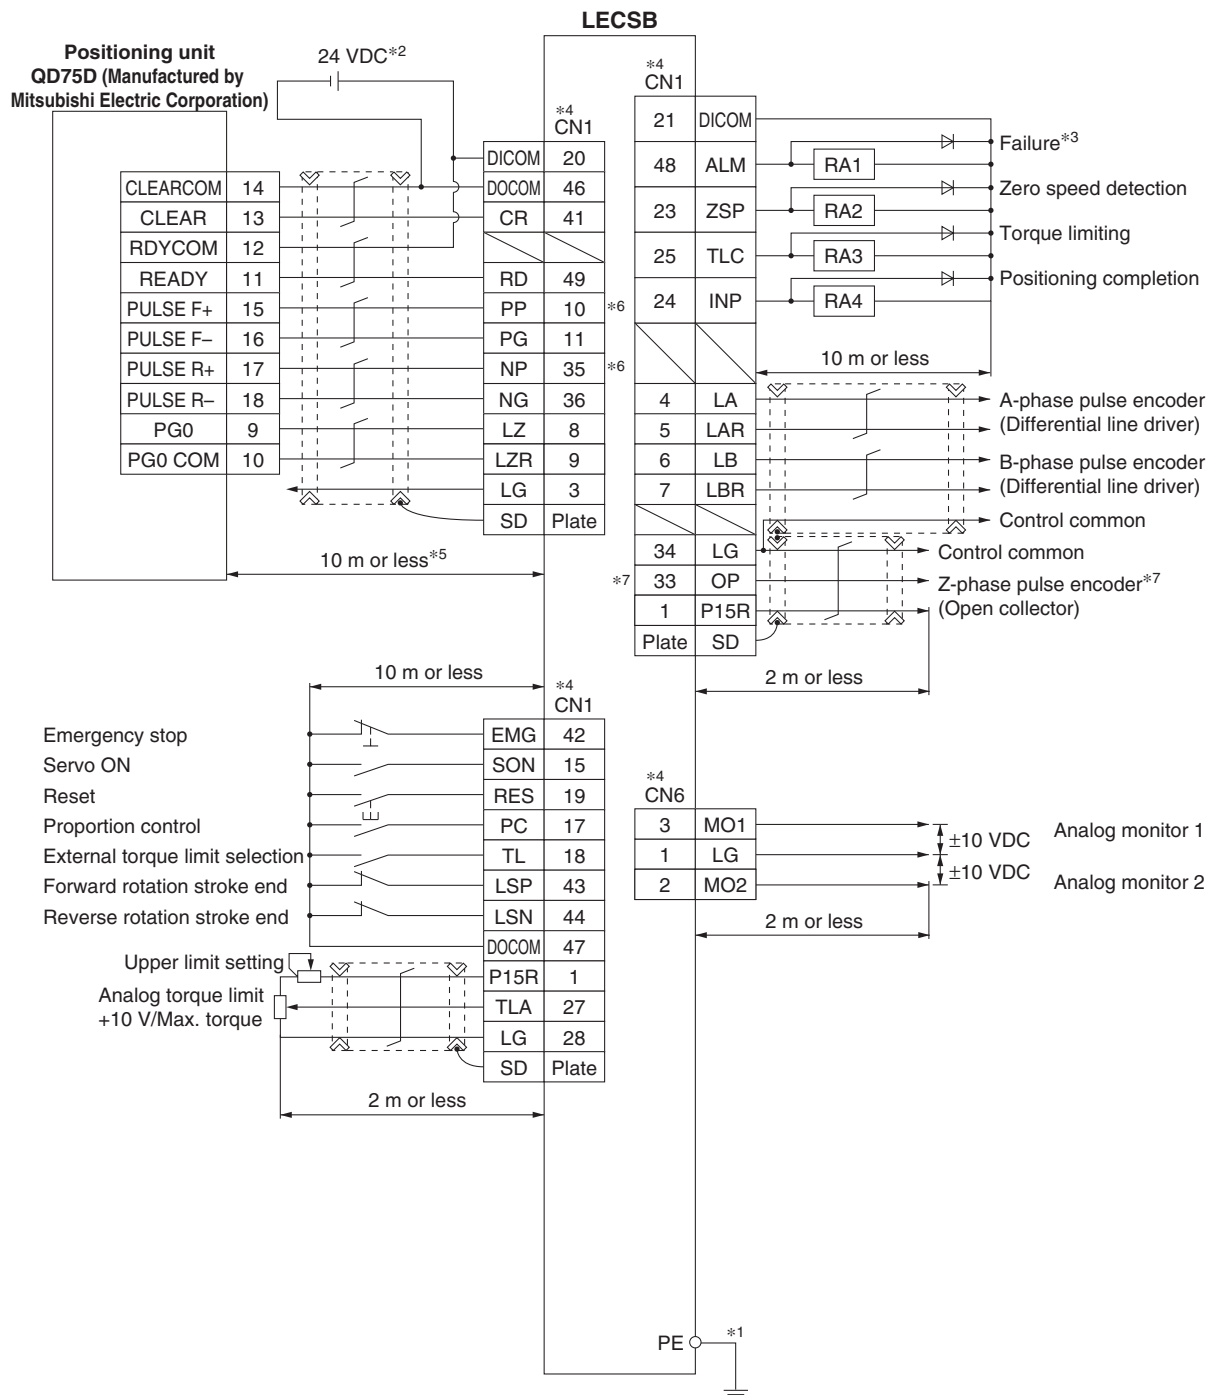 LECSB
Positioning unit
QD75D (Manufactured by
Mitsubishi Electric Corporation)
24 VDC*2
*4
CN1
DICOM 20
CLEARCOM 14 DOCOM 46
CLEAR 13 CR 41
RDYCOM 12
READY 11 RD 49
PULSE F+ 15 PP 10 *6
PULSE F– 16 PG 11
PULSE R+ 17 NP 35 *6
PULSE R– 18 NG 36
PG0 9 LZ 8
PG0 COM 10 LZR 9
LG 3
SD Plate
10 m or less*5
*4
CN1
21 DICOM
48 ALM RA1 Failure*3
23 ZSP RA2 Zero speed detection
25 TLC RA3 Torque limiting
24 INP RA4 Positioning completion
10 m or less
4 LA A-phase pulse encoder
5 LAR (Differential line driver)
6 LB B-phase pulse encoder
7 LBR (Differential line driver)
Control common
34 LG Control common
*7 33 OP Z-phase pulse encoder*7
1 P15R (Open collector)
Plate SD
2 m or less
10 m or less
*4
CN1
Emergency stop EMG 42
Servo ON SON 15
Reset RES 19
Proportion control PC 17
External torque limit selection TL 18
Forward rotation stroke end LSP 43
Reverse rotation stroke end LSN 44
DOCOM 47
Upper limit setting P15R 1
Analog torque limit
+10 V/Max. torque TLA 27
LG 28
SD Plate
2 m or less
*4
CN6
3 MO1 ±10 VDC Analog monitor 1
1 LG
2 MO2 ±10 VDC Analog monitor 2
2 m or less
PE *1